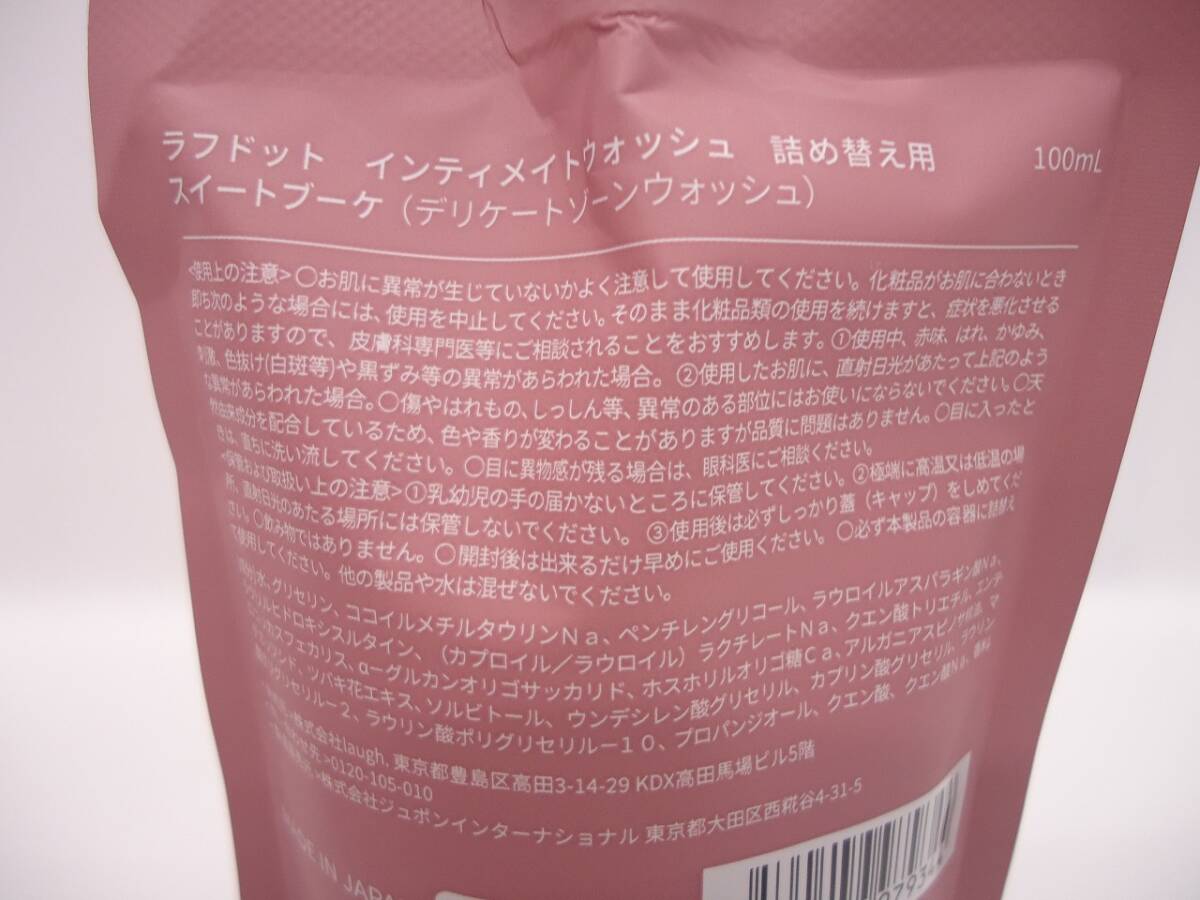 ラフドット インティメイトウォッシュ 詰め替え用 100mL
スイートブーケ（デリケートゾーンウォッシュ）
<使用上の注意>〇お肌に異常が生じていないかよく注意して使用してください。化粧品がお肌に合わないとき
即ち次のような場合には、使用を中止してください。そのまま化粧品類の使用を続けますと、症状を悪化させる
ことがありますので、皮膚科専門医等にご相談されることをおすすめします。①使用中、赤味、はれ、かゆみ、
刺激、色抜け(白斑等)や黒ずみ等の異常があらわれた場合。②使用したお肌に、直射日光があたって上記のよう
な異常があらわれた場合。〇傷やはれもの、しっしん等、異常のある部位にはお使いにならないでください。〇天
然由来成分を配合しているため、色や香りが変わることがありますが品質に問題はありません。〇目に入ったと
きは、直ちに洗い流してください。〇目に異物感が残る場合は、眼科医にご相談ください。
<保管および取扱い上の注意>①乳幼児の手の届かないところに保管してください。②極端に高温又は低温の場
所、直射日光のあたる場所には保管しないでください。③使用後は必ずしっかり蓋（キャップ）をしめてくだ
さい。〇飲み物ではありません。〇開封後は出来るだけ早めにご使用ください。〇必ず本製品の容器に詰替え
て使用してください。他の製品や水は混ぜないでください。
水、グリセリン、ココイルメチルタウリンＮａ、ペンチレングリコール、ラウロイルアスパラギン酸Ｎａ、
ヒドロキシスルタイン、（カプロイル／ラウロイル）ラクチレートＮａ、クエン酸トリエチル、エンテ
ロコッカスフェカリス、α－グルカンオリゴサッカリド、ホスホリルオリゴ糖Ｃａ、アルガニアスピノサ核油、マ
ツバキ花エキス、ソルビトール、ウンデシレン酸グリセリル、カプリン酸グリセリル、ラウリン
グリセリル－２、ラウリン酸ポリグリセリル－１０、プロパンジオール、クエン酸、クエン酸Ｎａ、香料
株式会社laugh. 東京都豊島区高田3-14-29 KDX高田馬場ビル5階
>0120-105-010
>株式会社ジュポンインターナショナル 東京都大田区西糀谷4-31-5
MADE IN JAPA